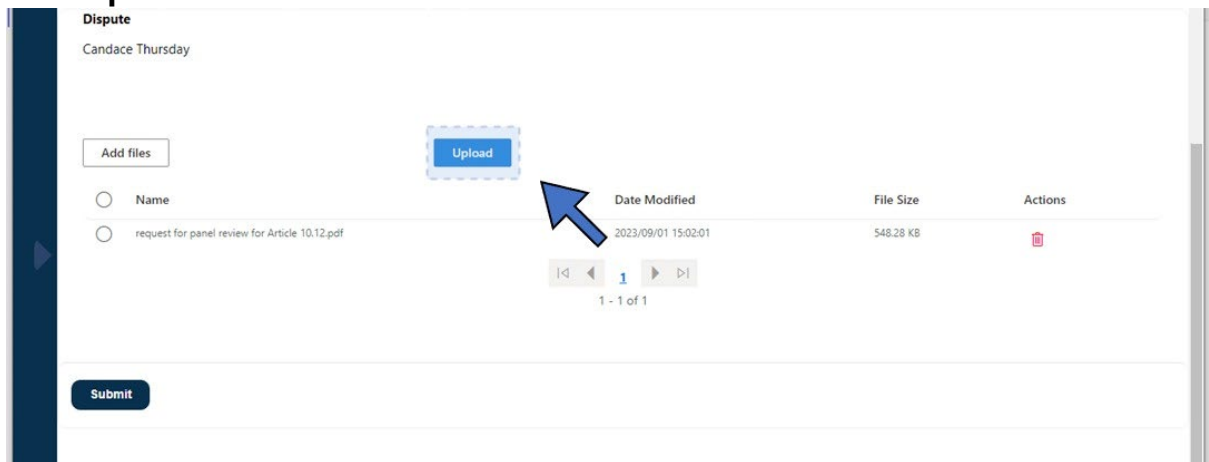 Dispute
Candace Thursday
Add files Upload
Name Date Modified File Size Actions
request for panel review for Article 10.12.pdf 2023/09/01 15:02:01 548.28 KB
1
1 - 1 of 1
Submit